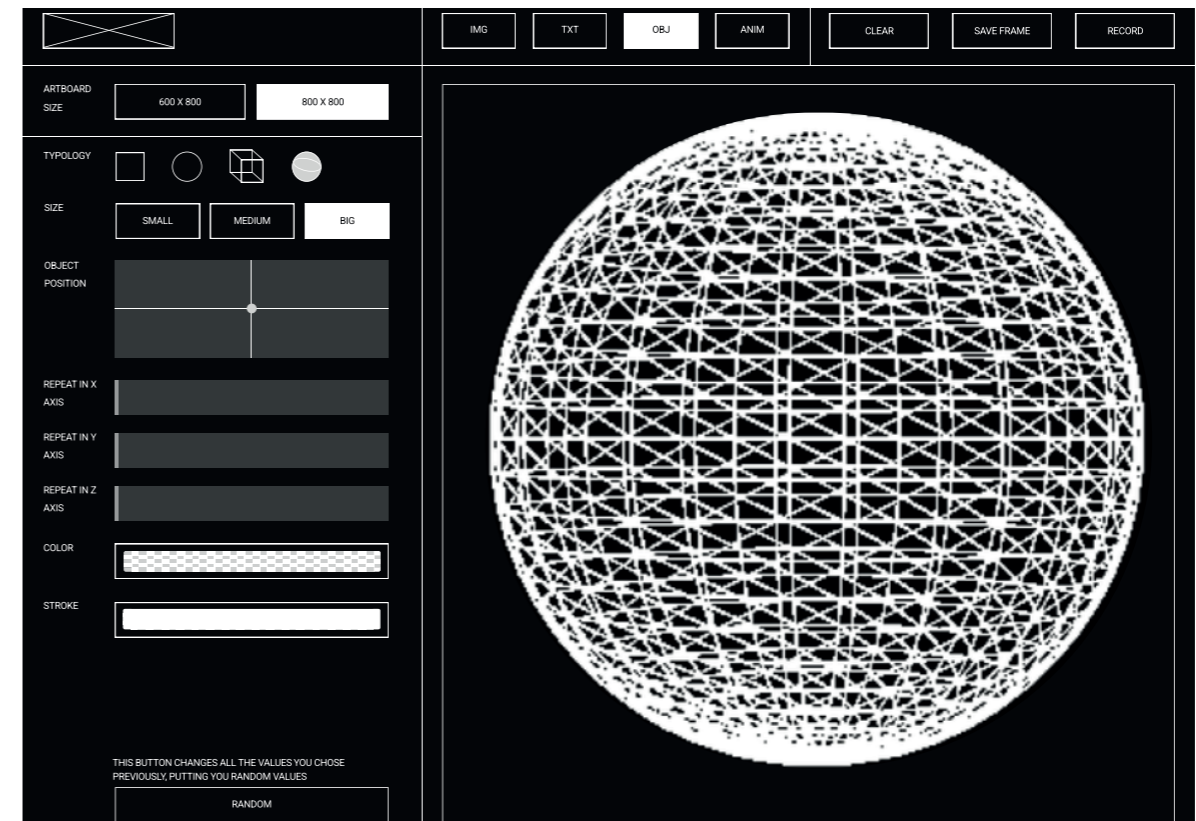 IMG
TXT
OBJ
ANIM
CLEAR
SAVE FRAME
RECORD
ARTBOARD
SIZE
600 X 800
800 X 800
TYPOLOGY
SIZE
SMALL
MEDIUM
BIG
OBJECT
POSITION
REPEAT IN X
AXIS
REPEAT IN Y
AXIS
REPEAT IN Z
AXIS
COLOR
STROKE
THIS BUTTON CHANGES ALL THE VALUES YOU CHOSE
PREVIOUSLY, PUTTING YOU RANDOM VALUES
RANDOM